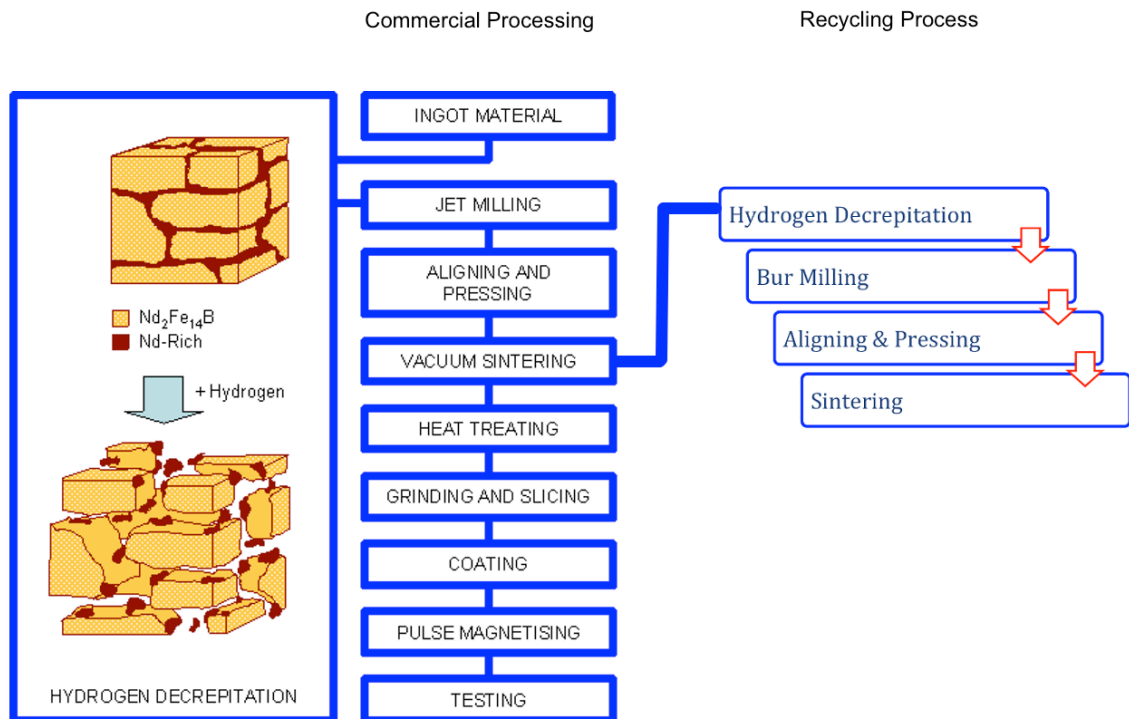 Commercial Processing
Recycling Process
Nd₂Fe₁₄B
Nd-Rich
+ Hydrogen
HYDROGEN DECREPITATION
INGOT MATERIAL
JET MILLING
ALIGNING AND
PRESSING
VACUUM SINTERING
HEAT TREATING
GRINDING AND SLICING
COATING
PULSE MAGNETISING
TESTING
Hydrogen Decrepitation
Bur Milling
Aligning & Pressing
Sintering